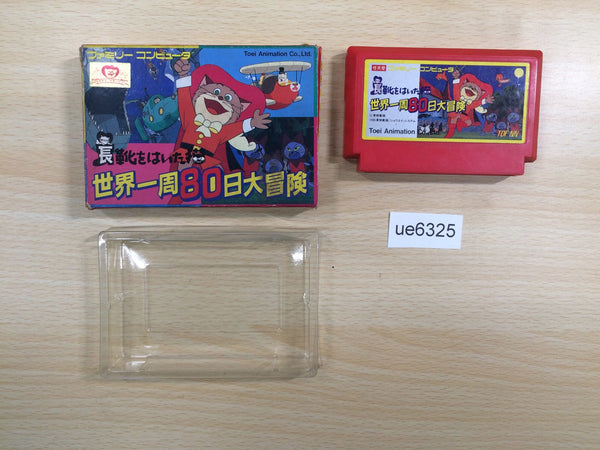 ファミリーコンピュータ
Toei Animation Co., Ltd.
長靴をはいた猫
世界一周80日大冒険
ファミリーコンピュータ
長靴をはいた猫
世界一周80日大冒険
Toei Animation
ue6325